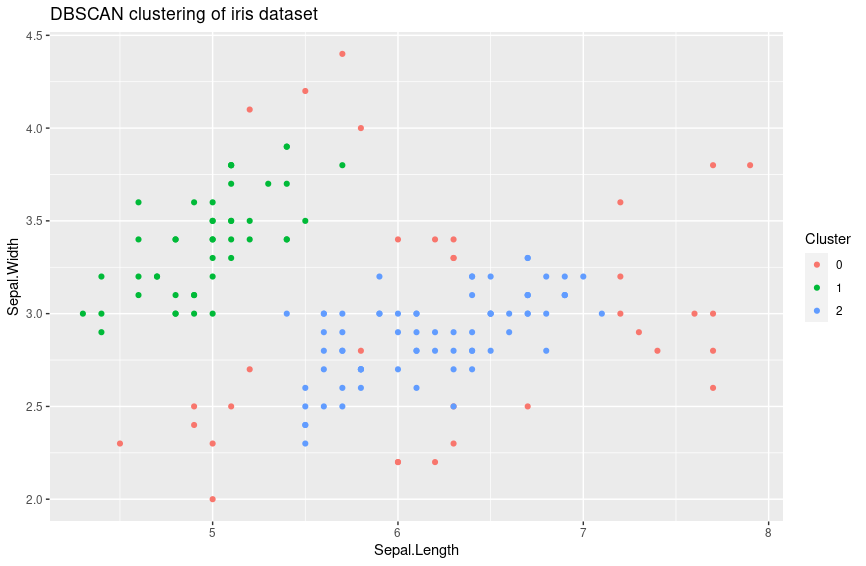 DBSCAN clustering of iris dataset
4.5
4.0
3.5
3.0
2.5
2.0
Sepal.Width
5 6 7 8
Sepal.Length
Cluster
0
1
2